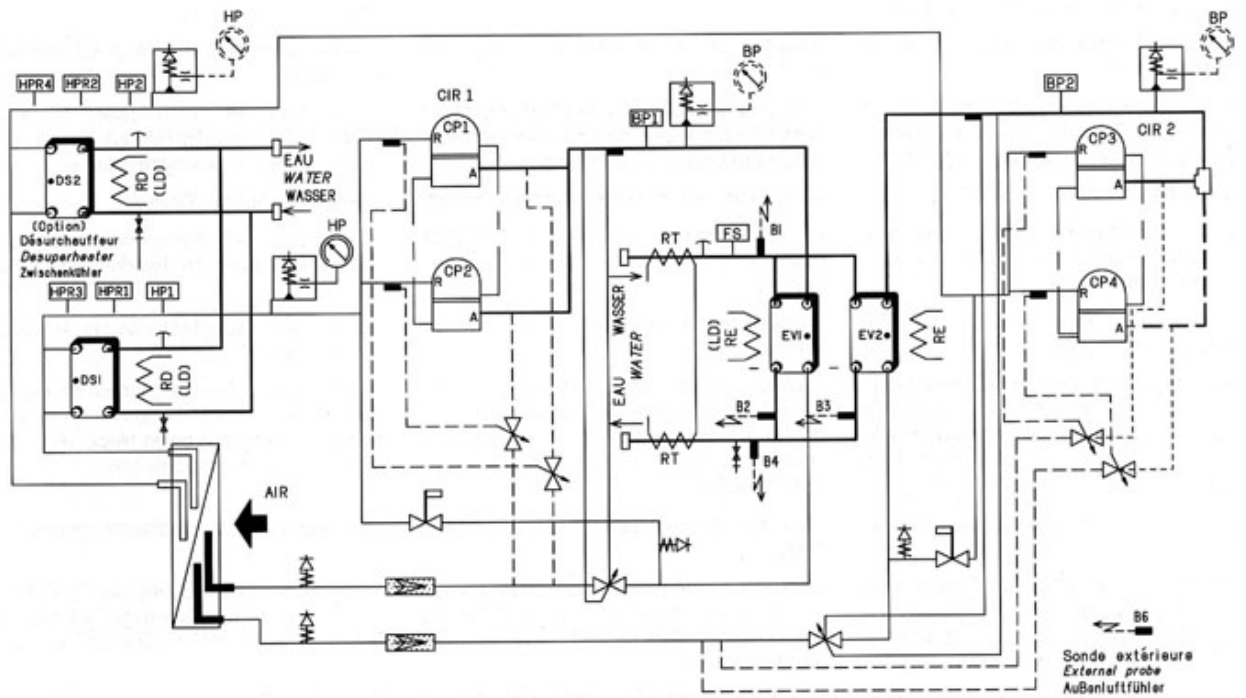 HP
BP
BP
HPR4
HPR2
HP2
CIR 1
BP1
BP2
CIR 2
CP1
R
A
CP3
R
A
DS2
RD
(LD)
EAU
WATER
WASSER
(Option)
Désurchauffeur
Desuperheater
Zwischenkühler
HP
B1
RT
FS
CP2
R
A
CP4
R
A
HPR3
HPR1
HP1
WASSER
WATER
EAU
(LD)
RE
EV1
EV2
RE
DS1
RD
(LD)
B2
B3
RT
B4
AIR
B6
Sonde extérieure
External probe
Außenluftfühler